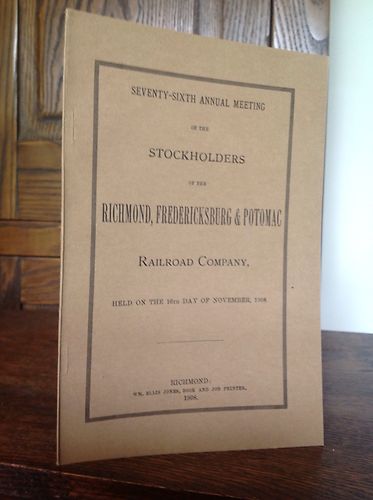 SEVENTY-SIXTH ANNUAL MEETING
OF THE
STOCKHOLDERS
OF THE
RICHMOND, FREDERICKSBURG & POTOMAC
RAILROAD COMPANY,
HELD ON THE 16TH DAY OF NOVEMBER, 1908.
RICHMOND:
WM. ELLIS JONES, BOOK AND JOB PRINTER,
1908.